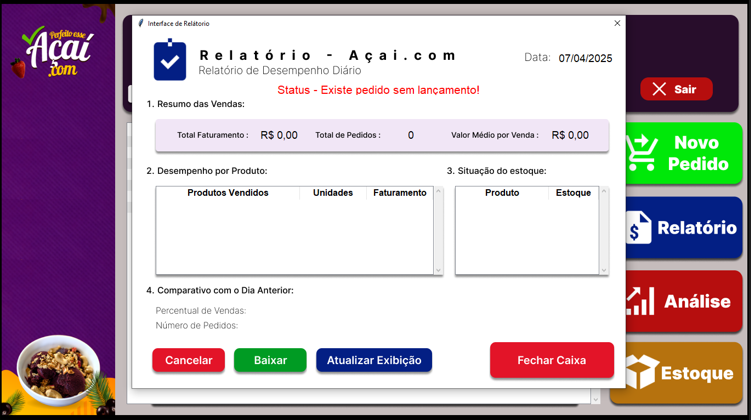 Perfeito esse
Açaí
.com
Interface de Relátorio
Relatório - Açai.com
Relatório de Desempenho Diário
Data: 07/04/2025
Status - Existe pedido sem lançamento!
1. Resumo das Vendas:
Total Faturamento : R$ 0,00 Total de Pedidos : 0 Valor Médio por Venda : R$ 0,00
2. Desempenho por Produto:
3. Situação do estoque:
Produtos Vendidos Unidades Faturamento
Produto Estoque
4. Comparativo com o Dia Anterior:
Percentual de Vendas:
Número de Pedidos:
Cancelar
Baixar
Atualizar Exibição
Fechar Caixa
Sair
Novo
Pedido
Relatório
Análise
Estoque